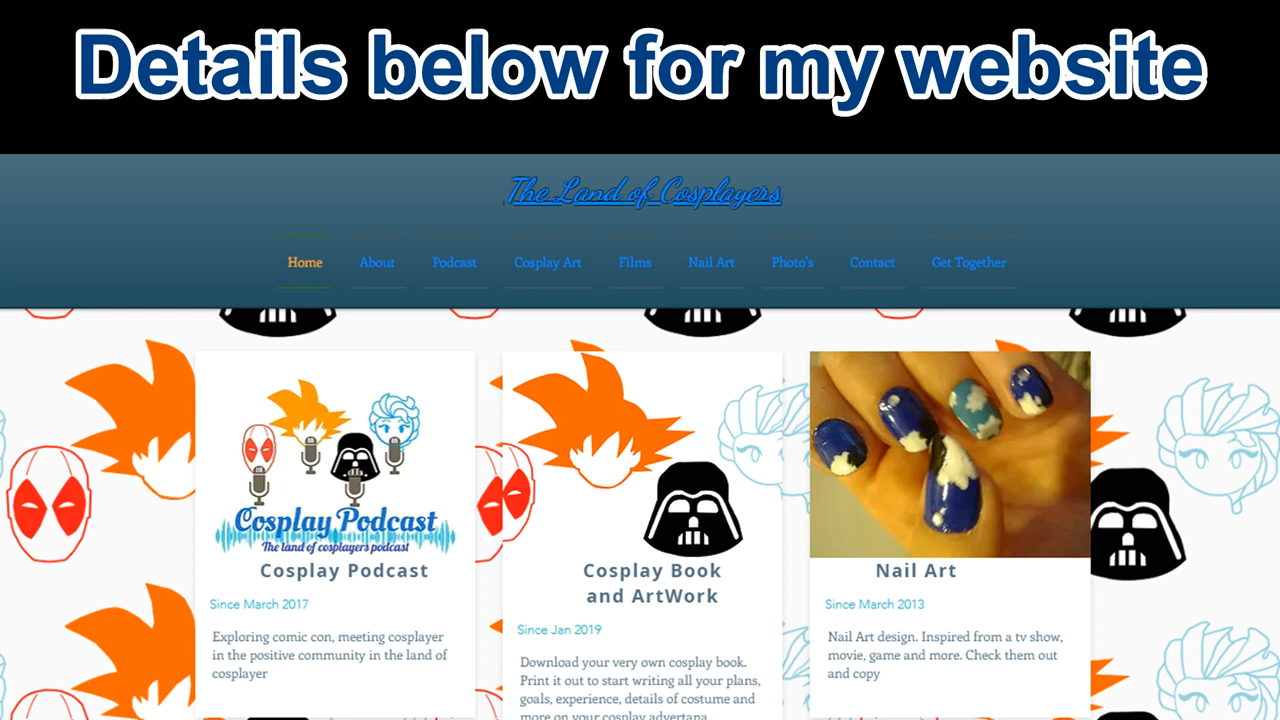 Details below for my website
The Land of Cosplayers
Home About Podcast Cosplay Art Films Nail Art Photo's Contact Get Together
Cosplay Podcast
The land of cosplayers podcast
Cosplay Podcast
Since March 2017
Exploring comic con, meeting cosplayer
in the positive community in the land of
cosplayer
Cosplay Book
and ArtWork
Since Jan 2019
Download your very own cosplay book.
Print it out to start writing all your plans,
goals, experience, details of costume and
more on your cosplay advertana
Nail Art
Since March 2013
Nail Art design. Inspired from a tv show,
movie, game and more. Check them out
and copy